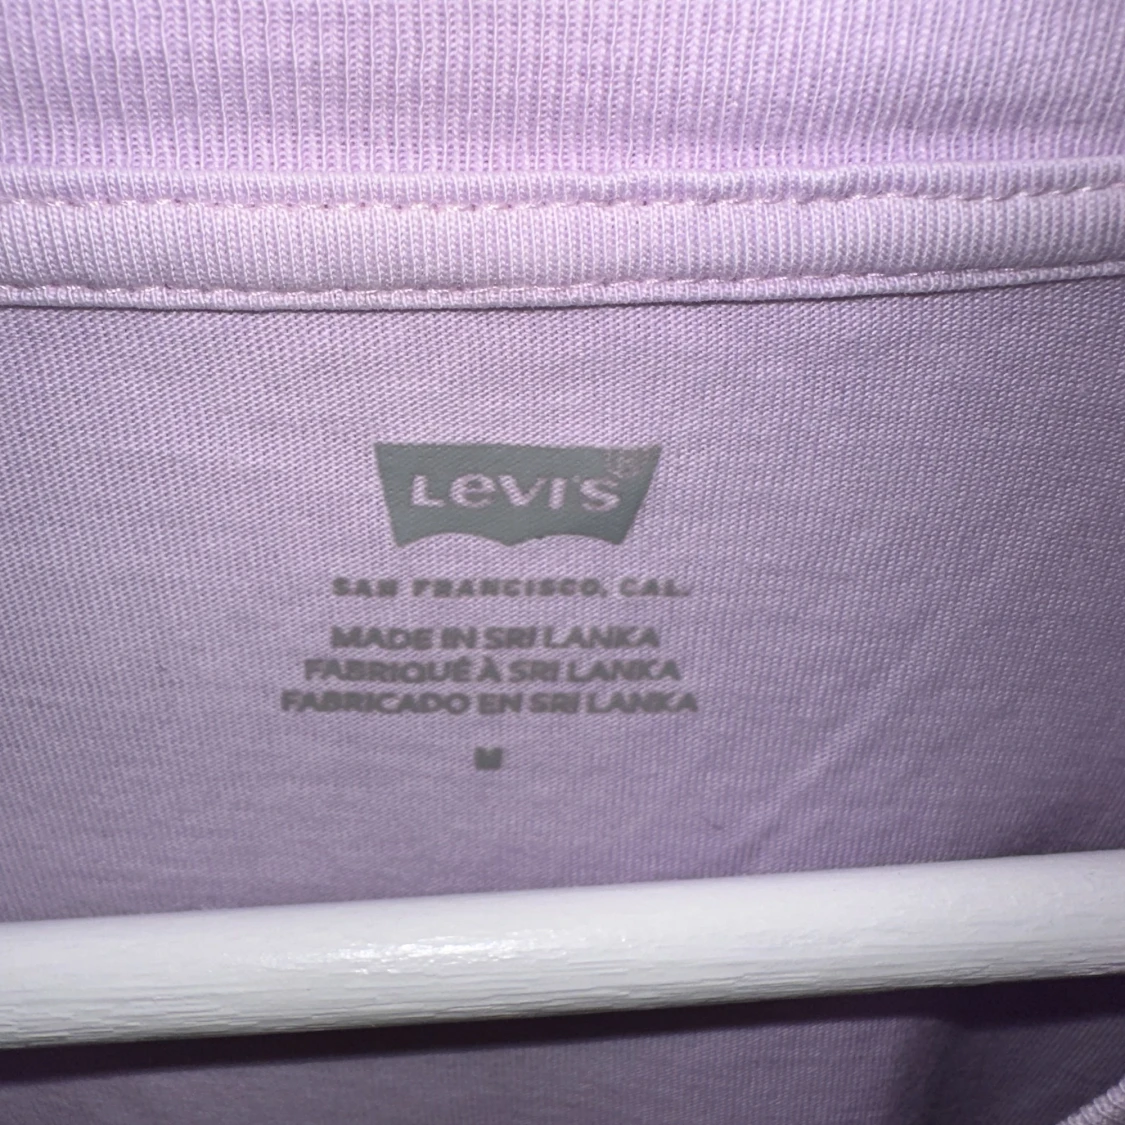 Levi's
SAN FRANCISCO, CAL.
MADE IN SRI LANKA
FABRIQUÉ À SRI LANKA
FABRICADO EN SRI LANKA
M